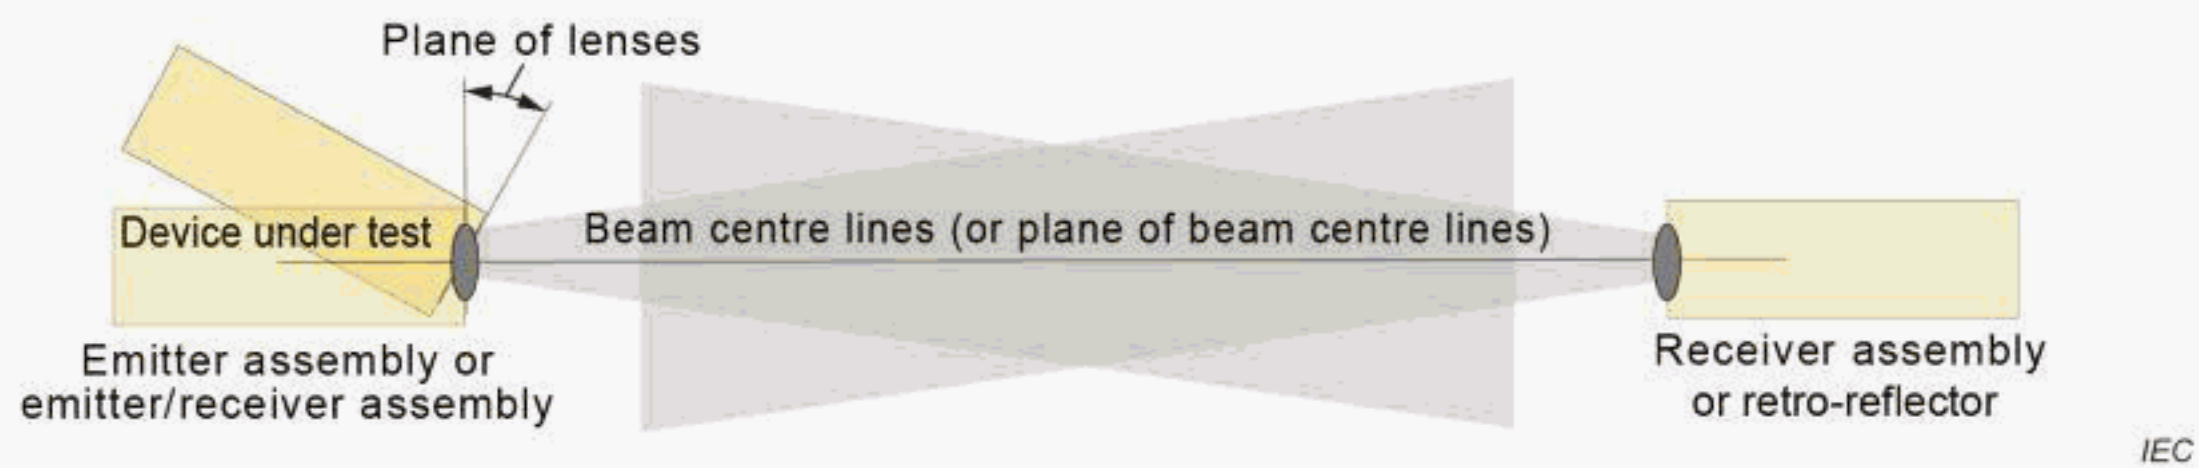 Plane of lenses
Device under test
Beam centre lines (or plane of beam centre lines)
Emitter assembly or
emitter/receiver assembly
Receiver assembly
or retro-reflector
IEC